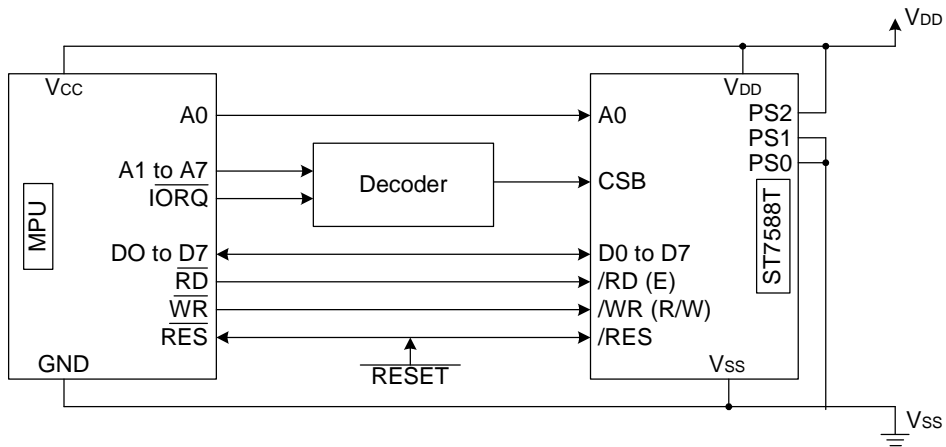 VDD
VCC
VDD
A0
A0
PS2
PS1
PS0
A1 to A7
IORQ
Decoder
CSB
MPU
ST7588T
DO to D7
D0 to D7
RD
/RD (E)
WR
/WR (R/W)
RES
/RES
GND
RESET
VSS
VSS